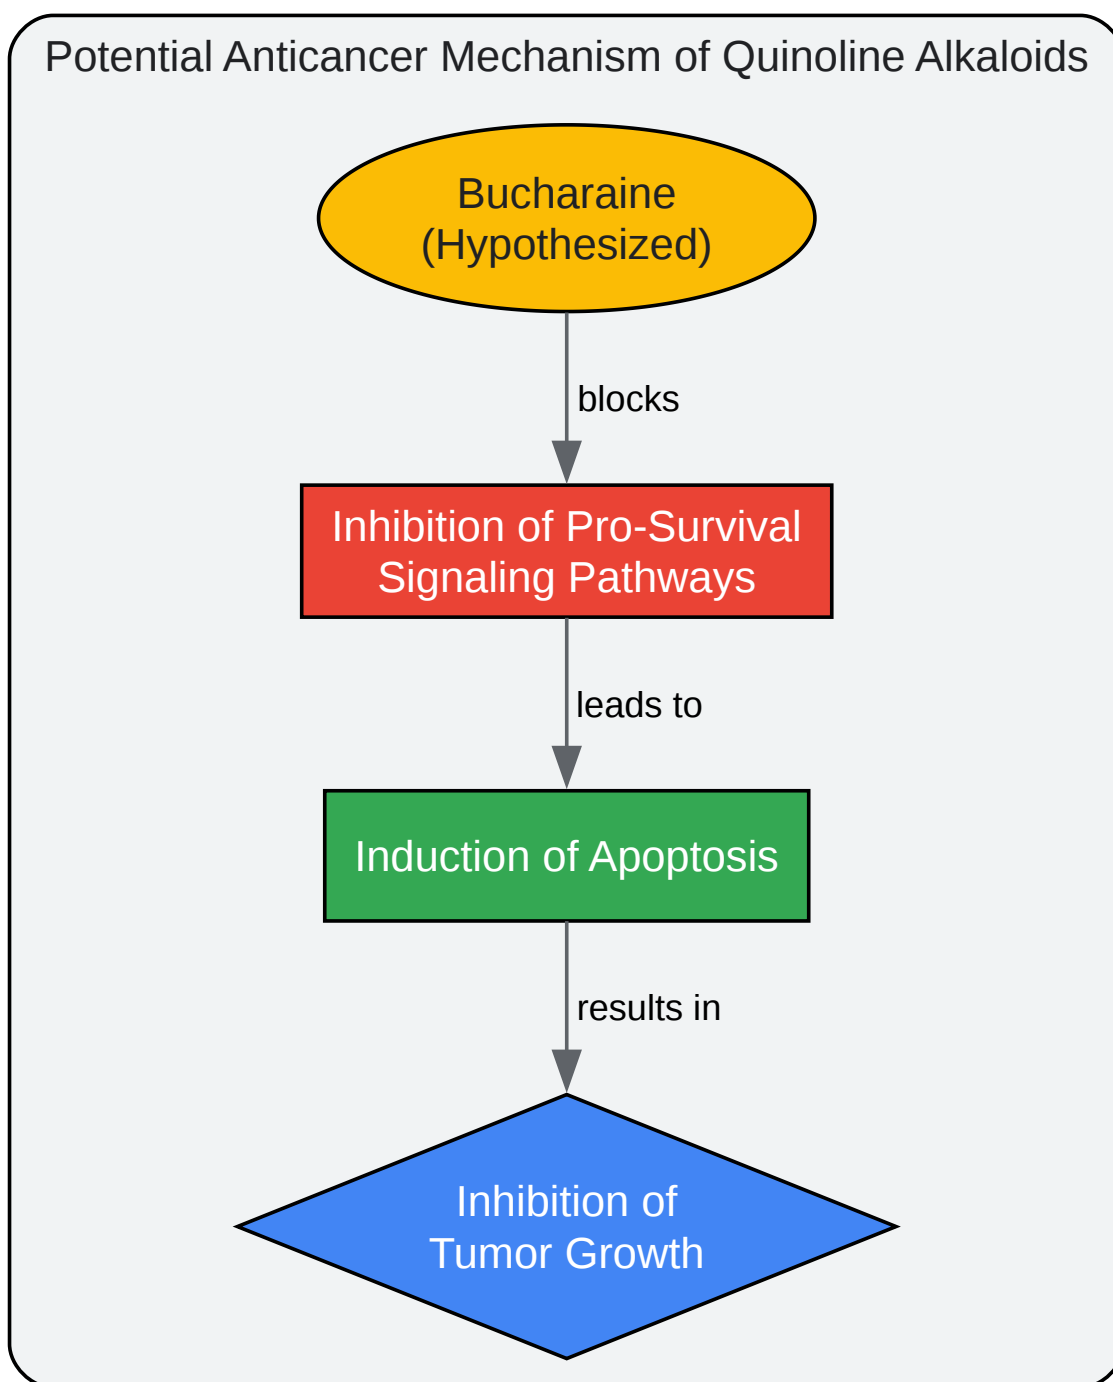 Potential Anticancer Mechanism of Quinoline Alkaloids
Bucharaine
(Hypothesized)
blocks
Inhibition of Pro-Survival
Signaling Pathways
leads to
Induction of Apoptosis
results in
Inhibition of
Tumor Growth